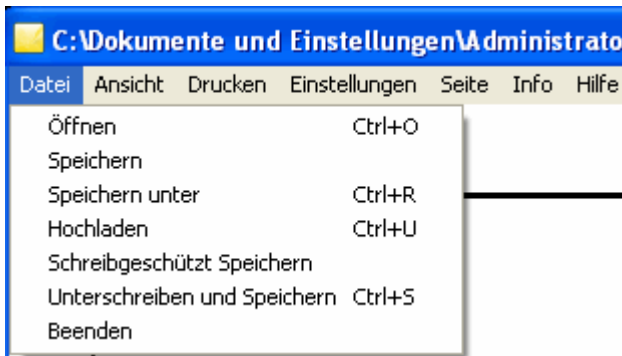 C:\Dokumente und Einstellungen\Administrato
Datei Ansicht Drucken Einstellungen Seite Info Hilfe
Öffnen Ctrl+O
Speichern
Speichern unter Ctrl+R
Hochladen Ctrl+U
Schreibgeschützt Speichern
Unterschreiben und Speichern Ctrl+S
Beenden